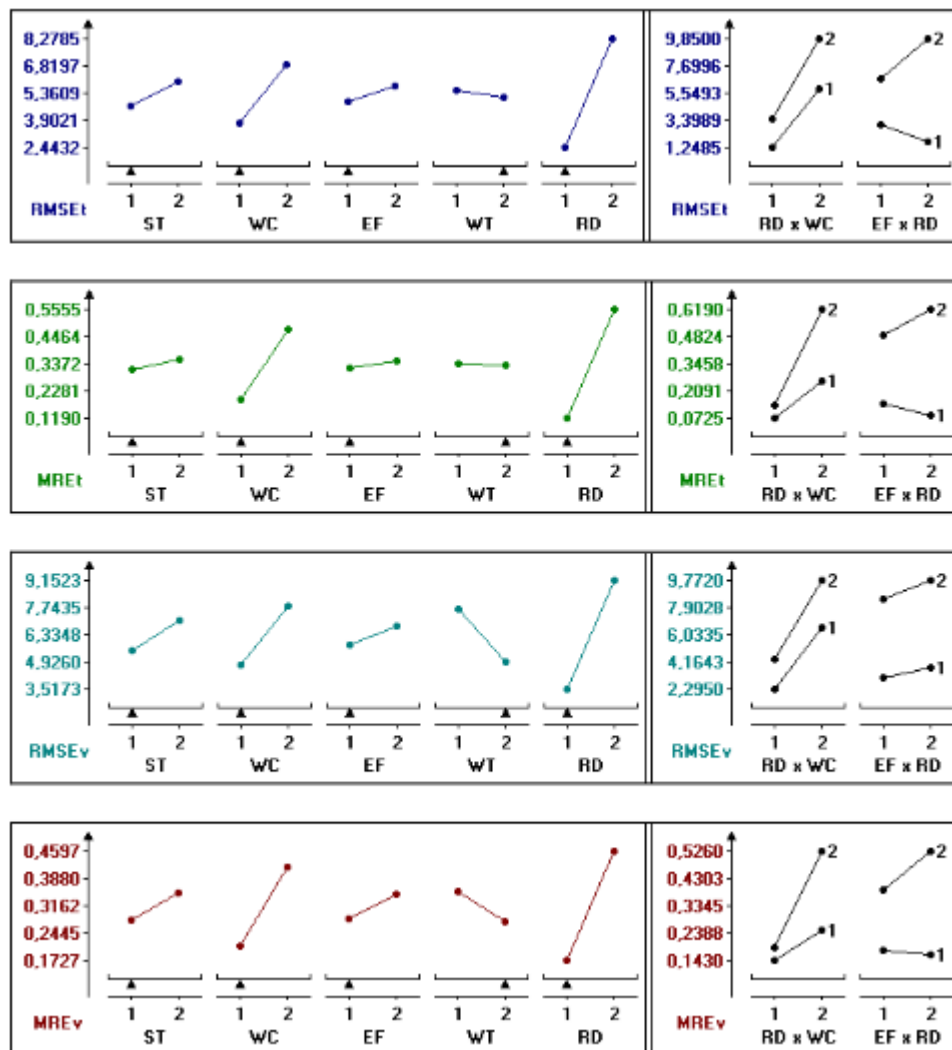 8,2785 9,8500 2
6,8197 7,6996 1
5,3609 5,5493
3,9021 3,3989
2,4432 1,2485 1
1 2 1 2 1 2 1 2 1 2 1 2 1 2
RMSEt ST WC EF WT RD RMSEt RD x WC EF x RD
0,5555 0,6190 2 2
0,4464 0,4824
0,3372 0,3458 1
0,2281 0,2091
0,1190 0,0725 1
1 2 1 2 1 2 1 2 1 2 1 2 1 2
MREt ST WC EF WT RD MREt RD x WC EF x RD
9,1523 9,7720 2 2
7,7435 7,9028
6,3348 6,0335 1
4,9260 4,1643 1
3,5173 2,2950
1 2 1 2 1 2 1 2 1 2 1 2 1 2
RMSEv ST WC EF WT RD RMSEv RD x WC EF x RD
0,4597 0,5260 2 2
0,3880 0,4303
0,3162 0,3345
0,2445 0,2388 1
0,1727 0,1430 1
1 2 1 2 1 2 1 2 1 2 1 2 1 2
MREv ST WC EF WT RD MREv RD x WC EF x RD